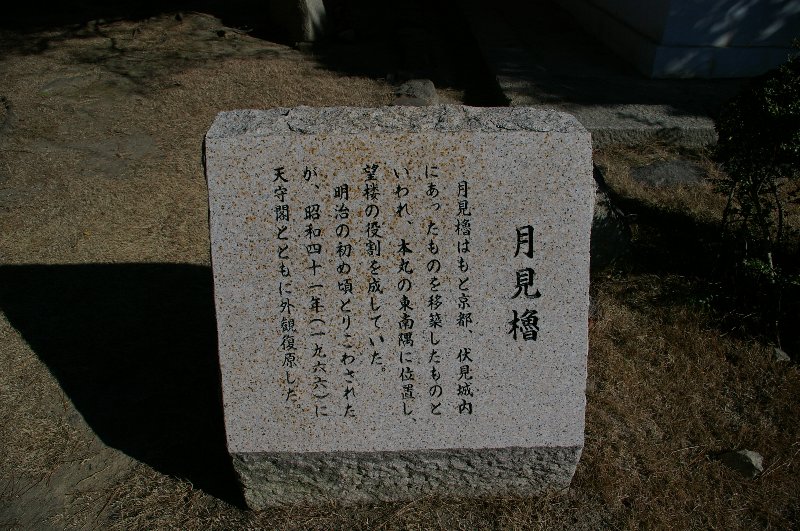 月見櫓
月見櫓はもと京都、伏見城内
にあったものを移築したものと
いわれ、本丸の東南隅に位置し、
望楼の役割を成していた。
明治の初め頃とりこわされた
が、昭和四十一年(一九六六)に
天守閣とともに外観復原した。